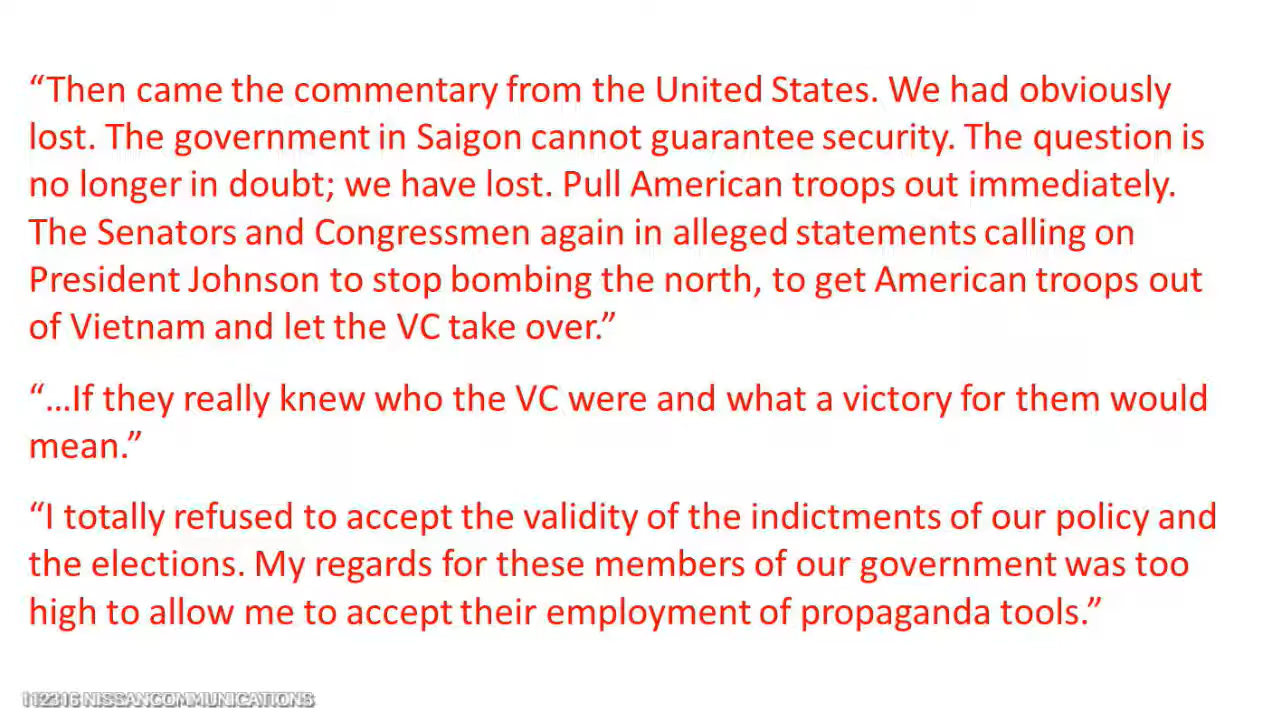 “Then came the commentary from the United States. We had obviously
lost. The government in Saigon cannot guarantee security. The question is
no longer in doubt; we have lost. Pull American troops out immediately.
The Senators and Congressmen again in alleged statements calling on
President Johnson to stop bombing the north, to get American troops out
of Vietnam and let the VC take over.”
“…If they really knew who the VC were and what a victory for them would
mean.”
“I totally refused to accept the validity of the indictments of our policy and
the elections. My regards for these members of our government was too
high to allow me to accept their employment of propaganda tools.”
112316 NISSANCOMMUNICATIONS